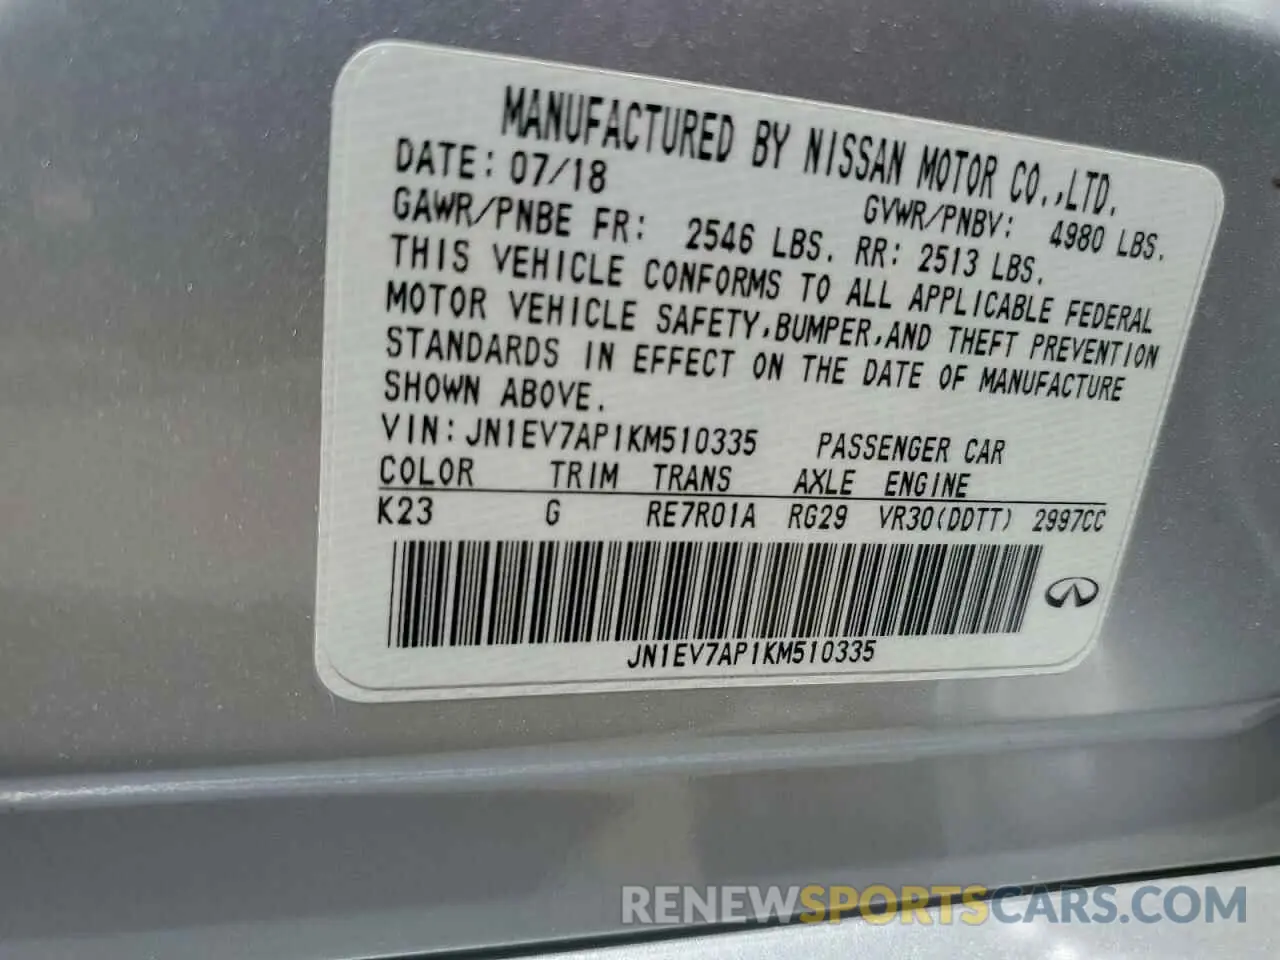 MANUFACTURED BY NISSAN MOTOR CO.,LTD.
DATE: 07/18 GVWR/PNBV: 4980 LBS.
GAWR/PNBE FR: 2546 LBS. RR: 2513 LBS.
THIS VEHICLE CONFORMS TO ALL APPLICABLE FEDERAL
MOTOR VEHICLE SAFETY,BUMPER,AND THEFT PREVENTION
STANDARDS IN EFFECT ON THE DATE OF MANUFACTURE
SHOWN ABOVE.
VIN: JN1EV7AP1KM510335 PASSENGER CAR
COLOR TRIM TRANS AXLE ENGINE
K23 G RE7R01A RG29 VR30(DDTT) 2997CC
JN1EV7AP1KM510335
RENEWSPORTSCARS.COM